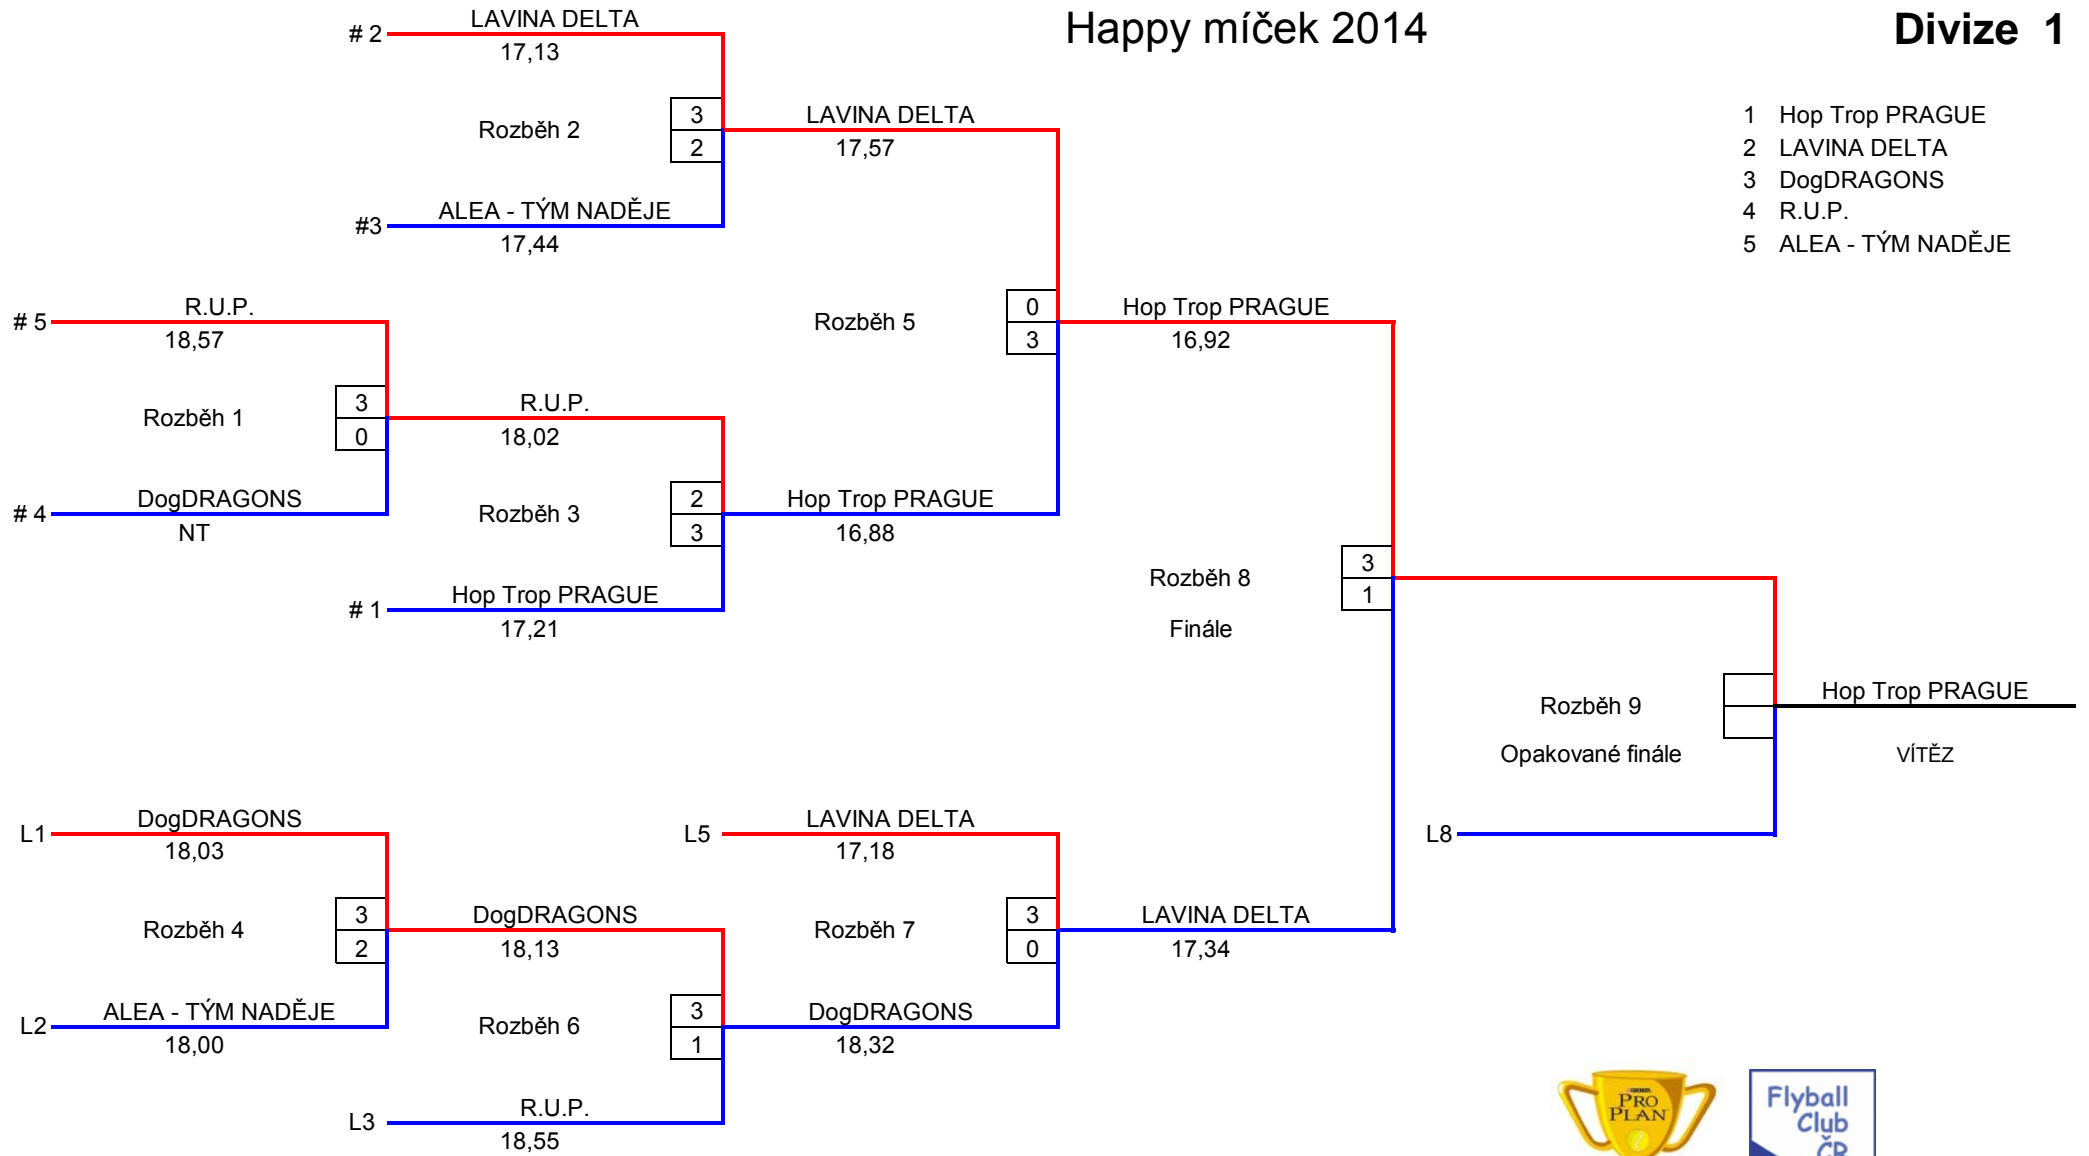 Happy míček 2014
Divize 1
1 Hop Trop PRAGUE
2 LAVINA DELTA
3 DogDRAGONS
4 R.U.P.
5 ALEA - TÝM NADĚJE
# 2
LAVINA DELTA
17,13
Rozběh 2
3
2
#3
ALEA - TÝM NADĚJE
17,44
LAVINA DELTA
17,57
# 5
R.U.P.
18,57
Rozběh 1
3
0
# 4
DogDRAGONS
NT
R.U.P.
18,02
Rozběh 3
2
3
# 1
Hop Trop PRAGUE
17,21
Rozběh 5
0
3
Hop Trop PRAGUE
16,88
Hop Trop PRAGUE
16,92
Rozběh 8
Finále
3
1
Rozběh 9
Opakované finále
Hop Trop PRAGUE
VÍTĚZ
L8
L1
DogDRAGONS
18,03
Rozběh 4
3
2
L2
ALEA - TÝM NADĚJE
18,00
DogDRAGONS
18,13
Rozběh 6
3
1
L3
R.U.P.
18,55
L5
LAVINA DELTA
17,18
Rozběh 7
3
0
DogDRAGONS
18,32
LAVINA DELTA
17,34
PRO
PLAN
Flyball
Club
ČR